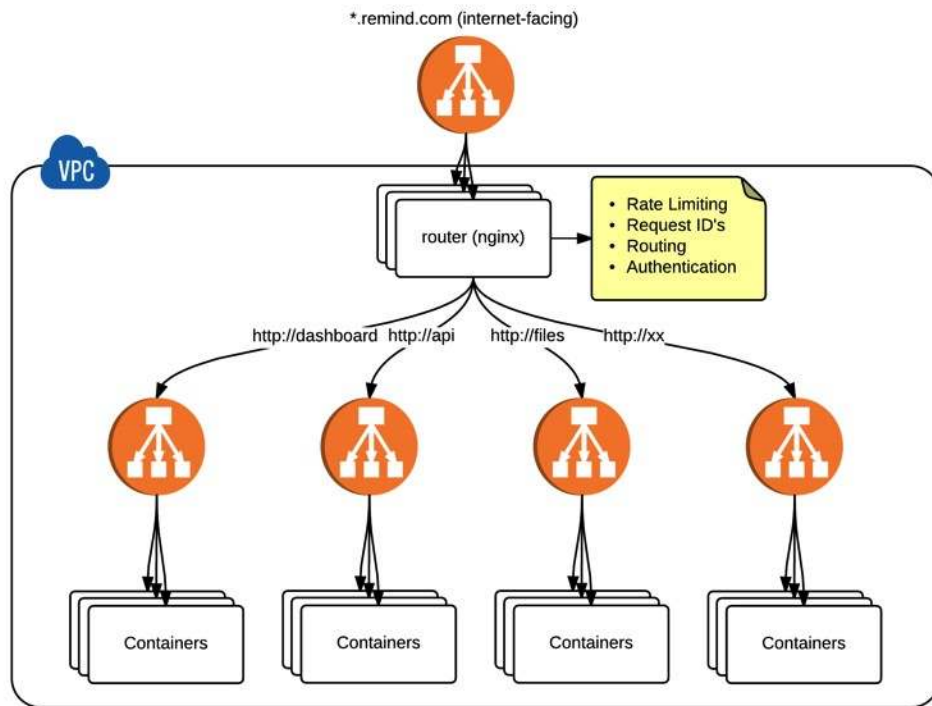 *.remind.com (internet-facing)
VPC
router (nginx)
• Rate Limiting
• Request ID's
• Routing
• Authentication
http://dashboard
http://api
http://files
http://xx
Containers
Containers
Containers
Containers